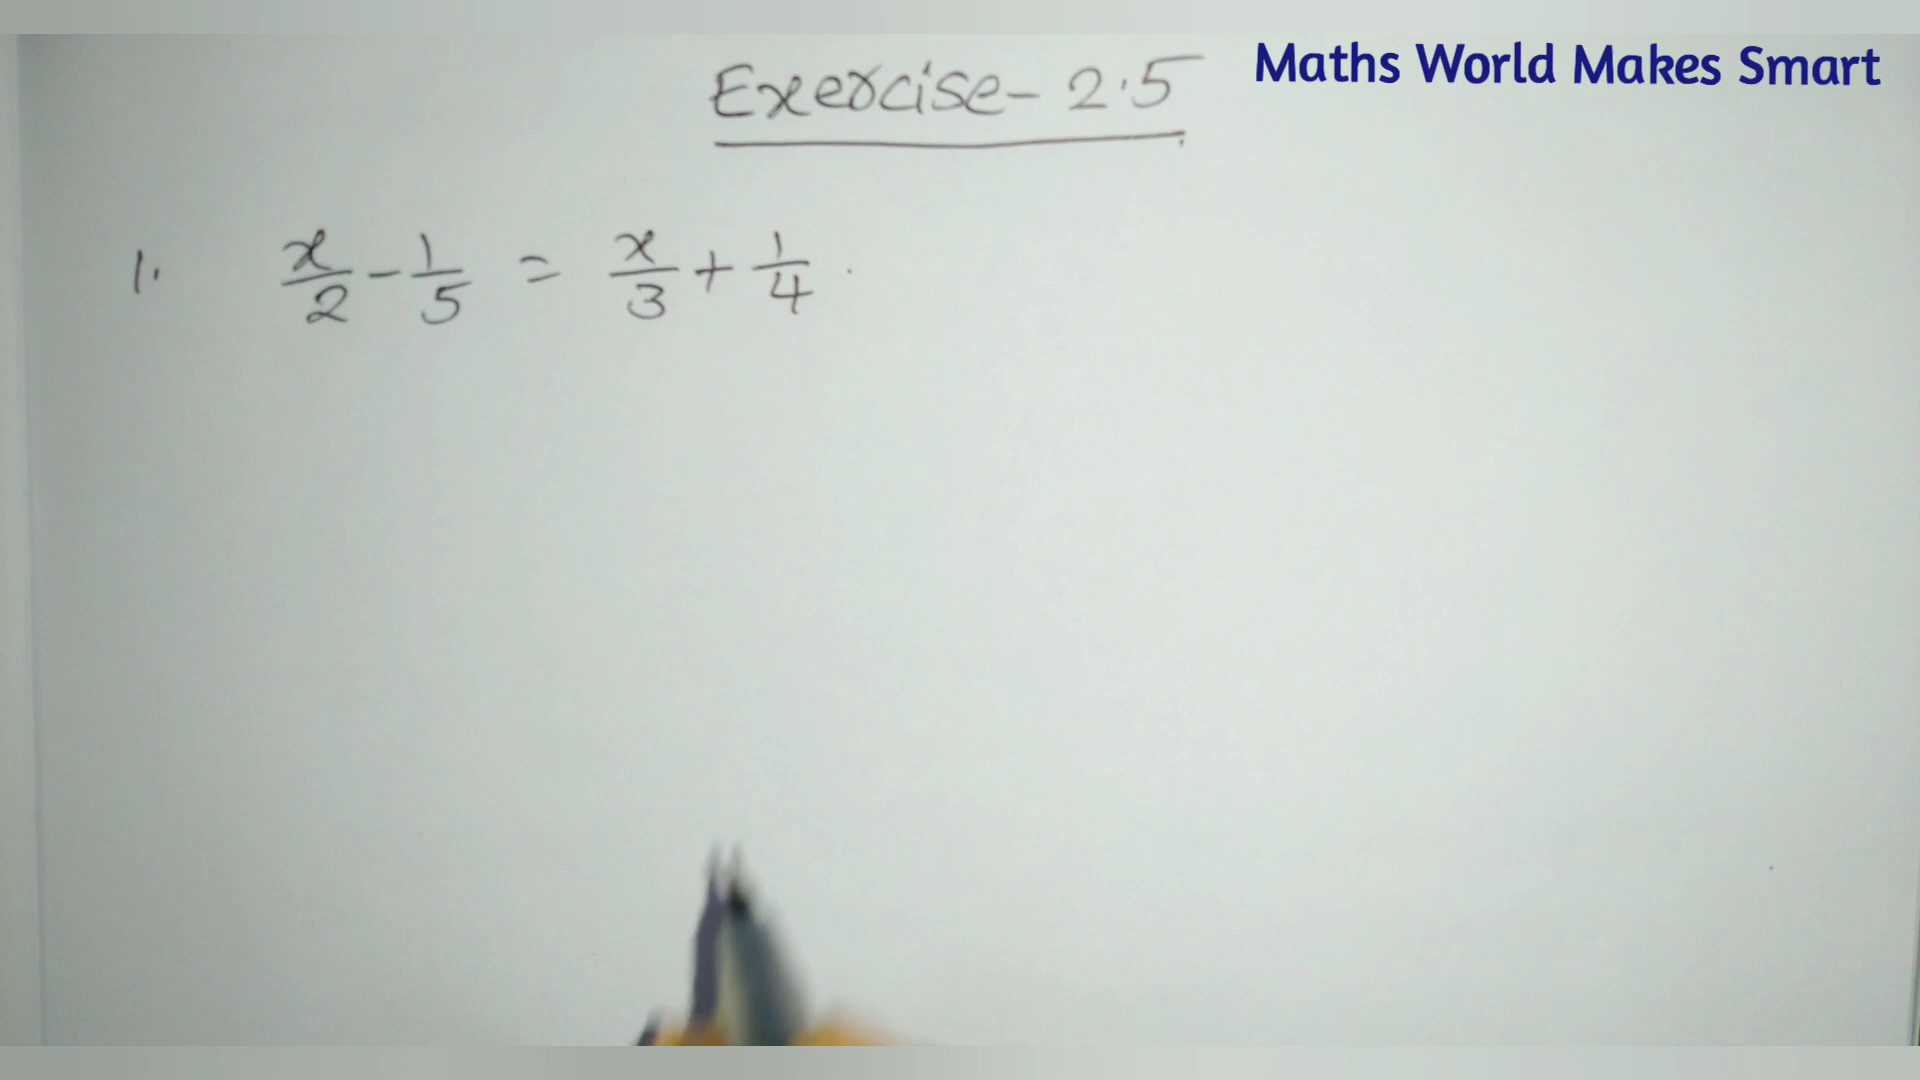 Maths World Makes Smart
Exercise - 2.5
1. x/2 - 1/5 = x/3 + 1/4.